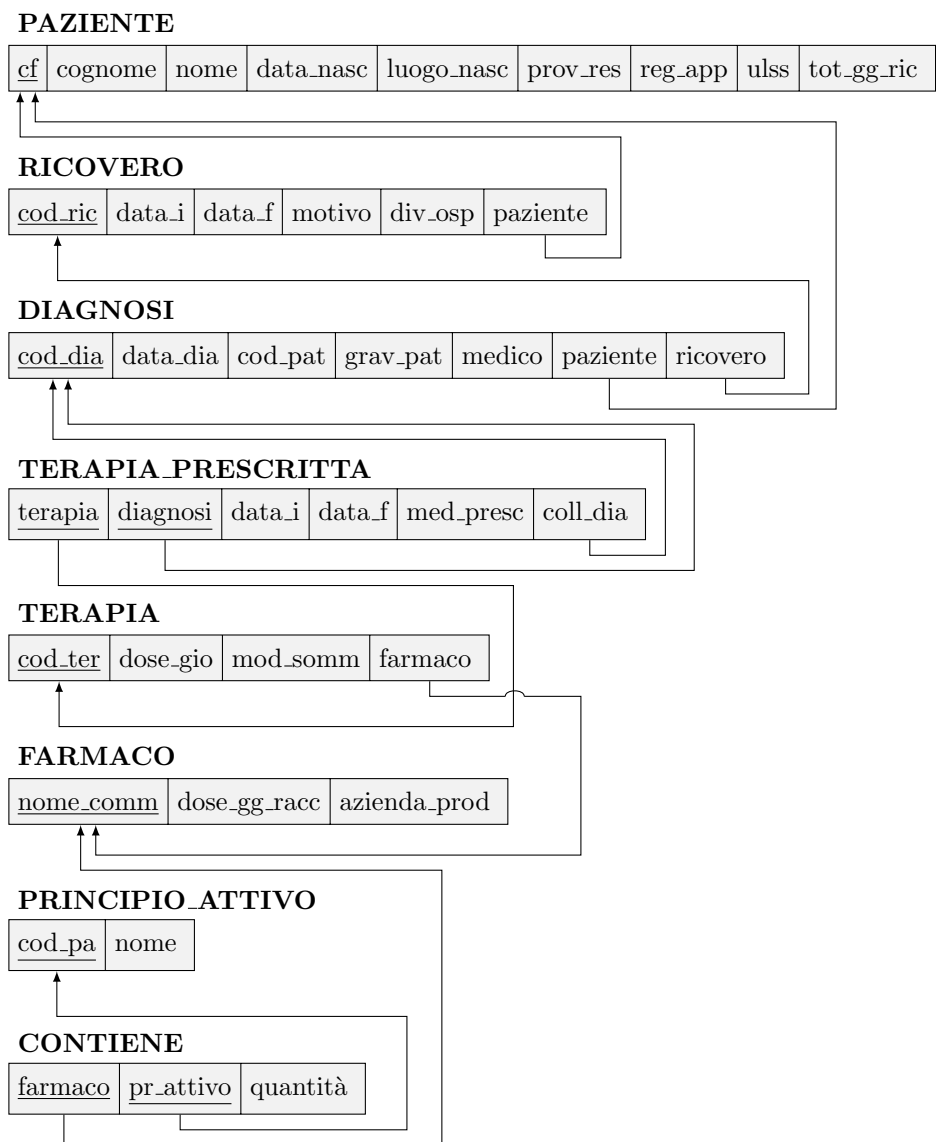 PAZIENTE
cf cognome nome data_nasc luogo_nasc prov_res reg_app ulss tot_gg_ric
RICOVERO
cod_ric data_i data_f motivo div_osp paziente
DIAGNOSI
cod_dia data_dia cod_pat grav_pat medico paziente ricovero
TERAPIA_PRESCRITTA
terapia diagnosi data_i data_f med_presc coll_dia
TERAPIA
cod_ter dose_gio mod_somm farmaco
FARMACO
nome_comm dose_gg_racc azienda_prod
PRINCIPIO_ATTIVO
cod_pa nome
CONTIENE
farmaco pr_attivo quantità